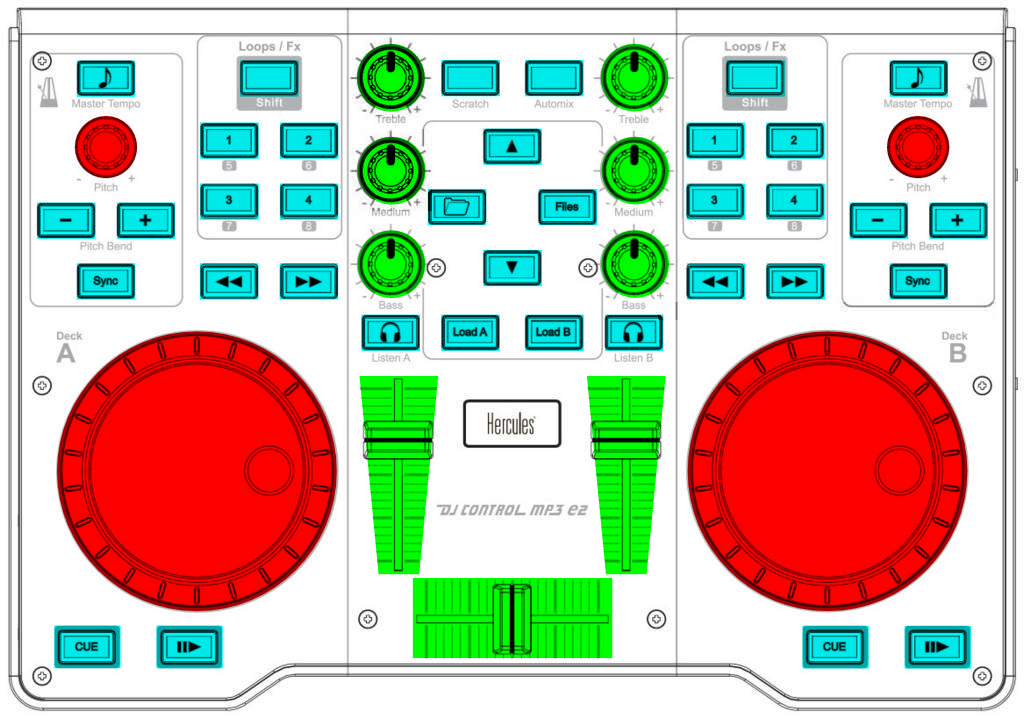 Loops / Fx
Loops / Fx
Master Tempo
Shift
Scratch
Automix
Shift
Master Tempo
Treble
Treble
1
2
1
2
5
6
5
6
- Pitch +
- Pitch +
3
4
Medium
Files
Medium
3
4
7
8
7
8
− +
− +
Pitch Bend
Pitch Bend
Sync
Sync
- Bass +
- Bass +
Load A
Load B
Listen A
Listen B
Deck
A
Deck
B
Hercules
DJ CONTROL MP3 e2
CUE
CUE